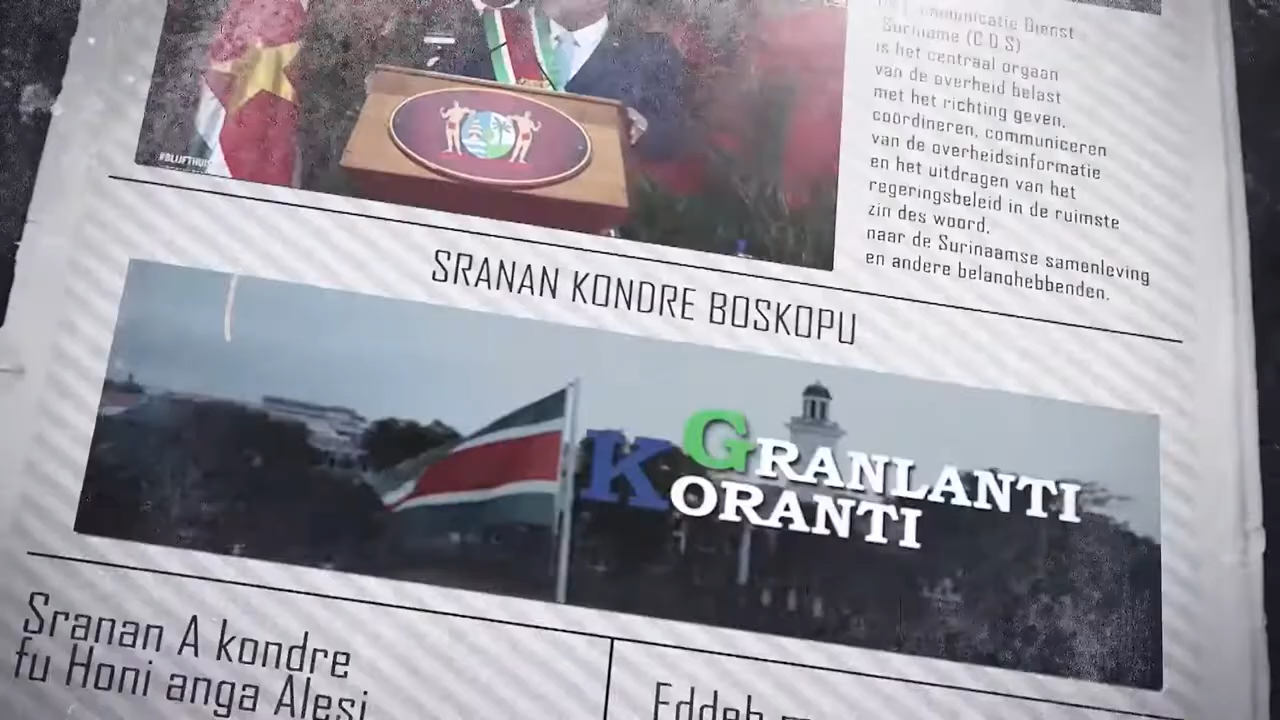 Communicatie Dienst
Suriname (C D S)
is het centraal orgaan
van de overheid belast
met het richting geven,
coördineren, communiceren
van de overheidsinformatie
en het uitdragen van het
regeringsbeleid in de ruimste
zin des woord.
naar de Surinaamse samenleving
en andere belanghebbenden.
#BLIJFTHUIS
SRANAN KONDRE BOSKOPU
GRANLANTI
KORANTI
Sranan A kondre
fu Honi anga Alesi
Eddeh